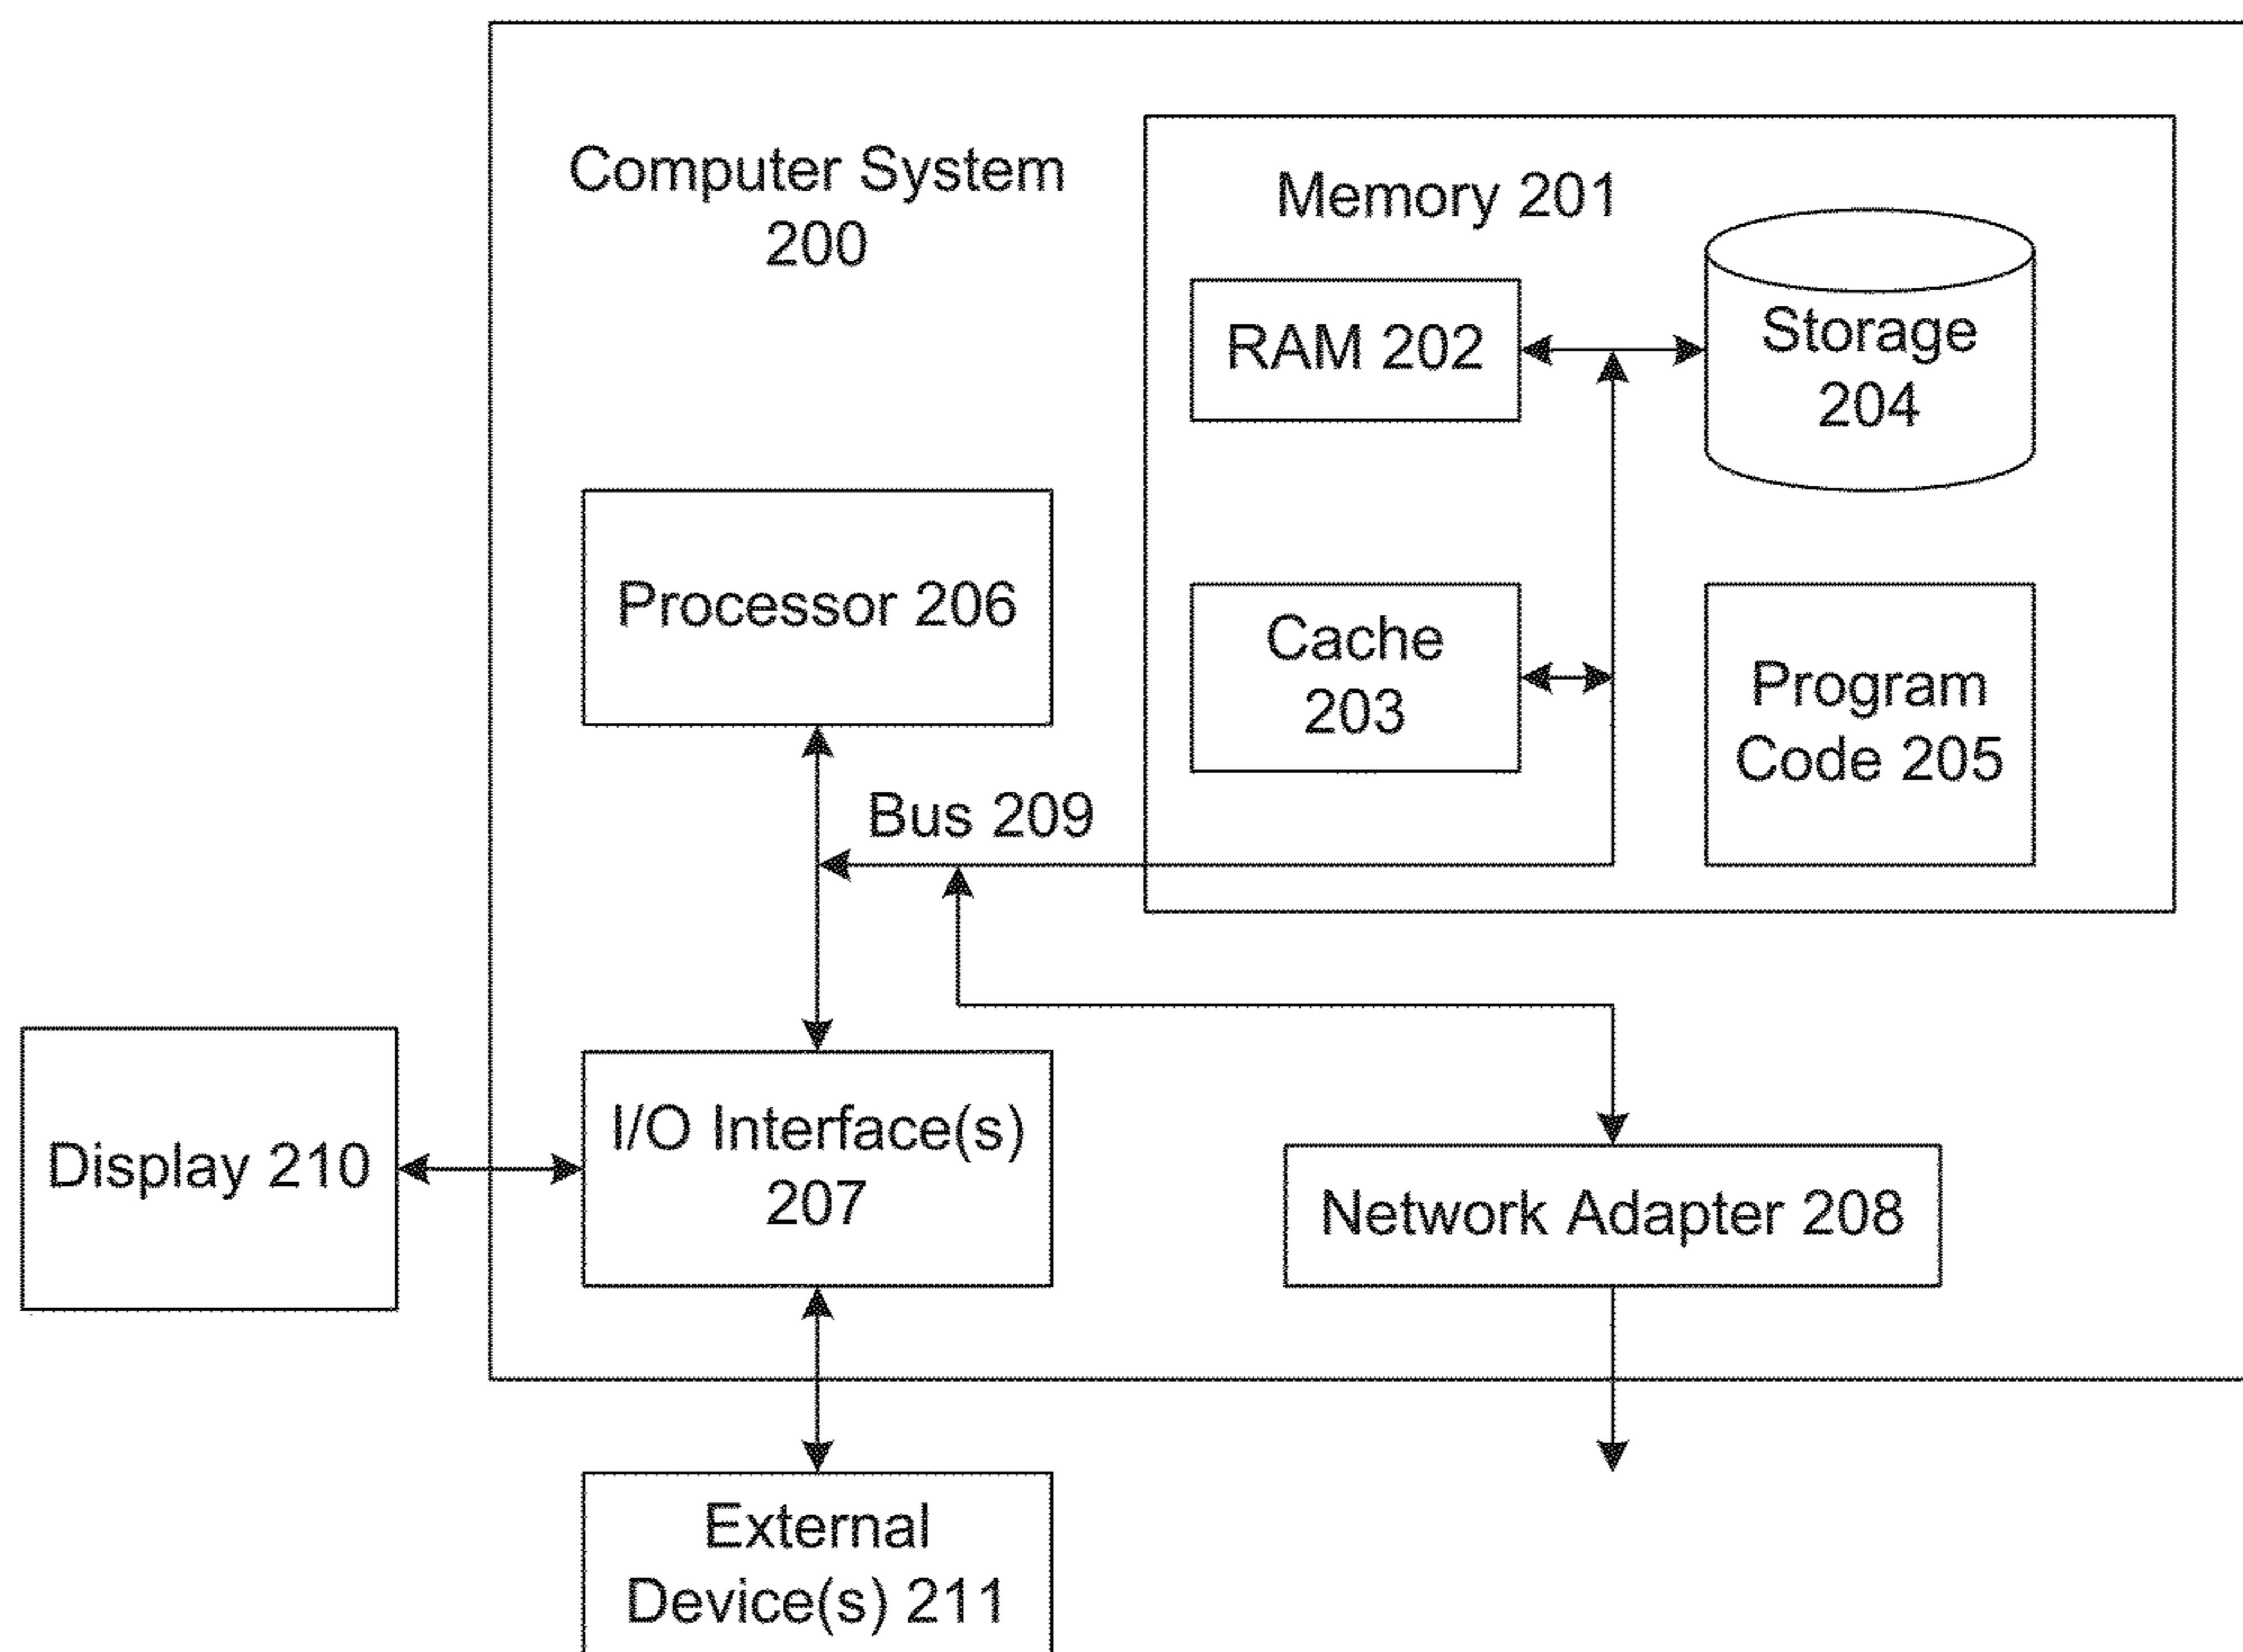 Computer System
200
Memory 201
RAM 202
Storage
204
Processor 206
Cache
203
Program
Code 205
Bus 209
Display 210
I/O Interface(s)
207
Network Adapter 208
External
Device(s) 211